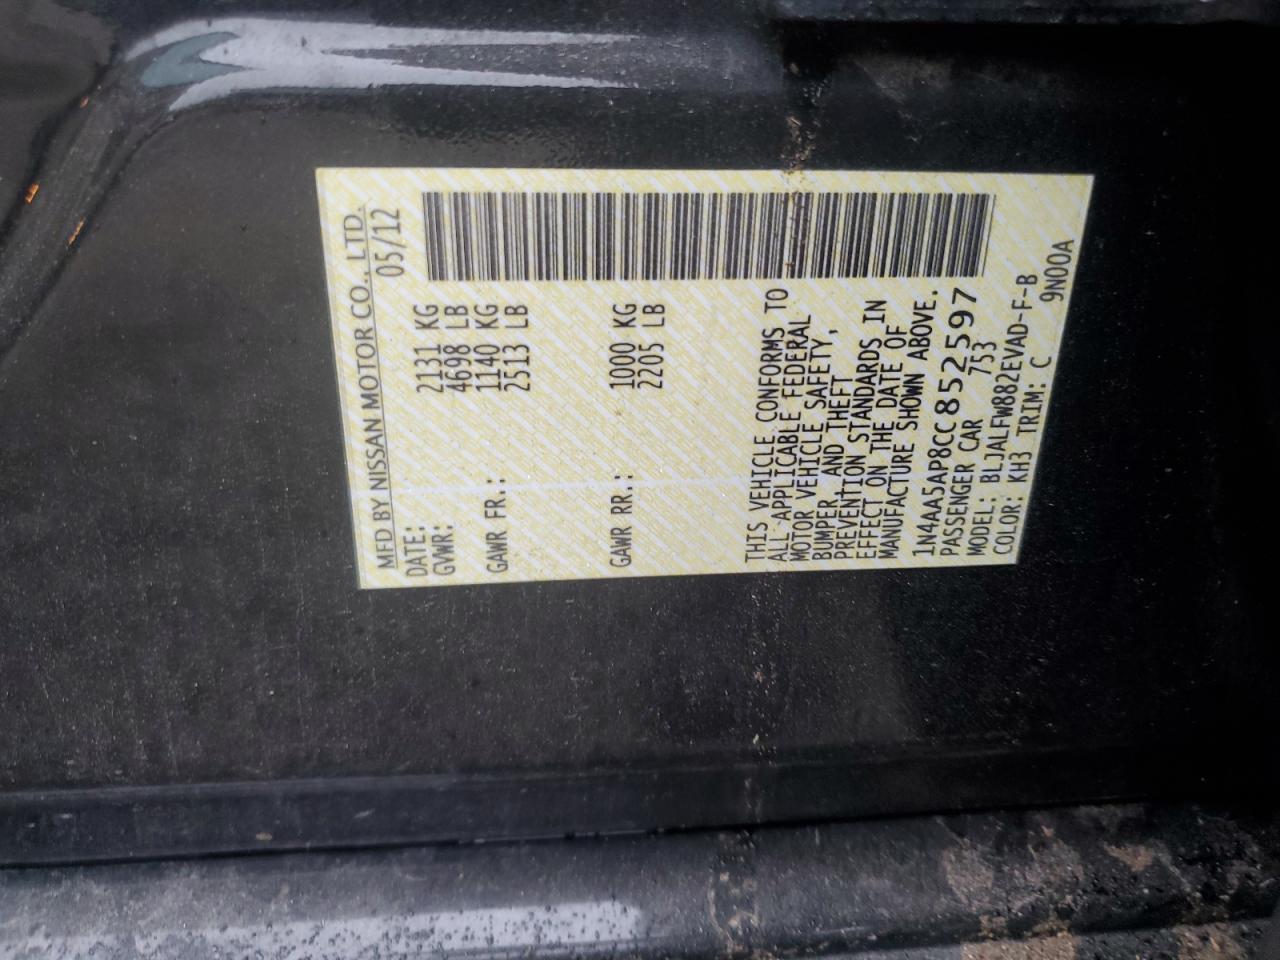 MFD BY NISSAN MOTOR CO., LTD.
DATE: 05/12
GVWR: 2131 KG
4698 LB
GAWR FR.: 1140 KG
2513 LB
GAWR RR.: 1000 KG
2205 LB
THIS VEHICLE CONFORMS TO
ALL APPLICABLE FEDERAL
MOTOR VEHICLE SAFETY,
BUMPER AND THEFT
PREVENTION STANDARDS IN
EFFECT ON THE DATE OF
MANUFACTURE SHOWN ABOVE.
1N4AA5AP8CC852597
PASSENGER CAR 753
MODEL: BLJALFW882EVAD-F-B
COLOR: KH3 TRIM: C 9N00A